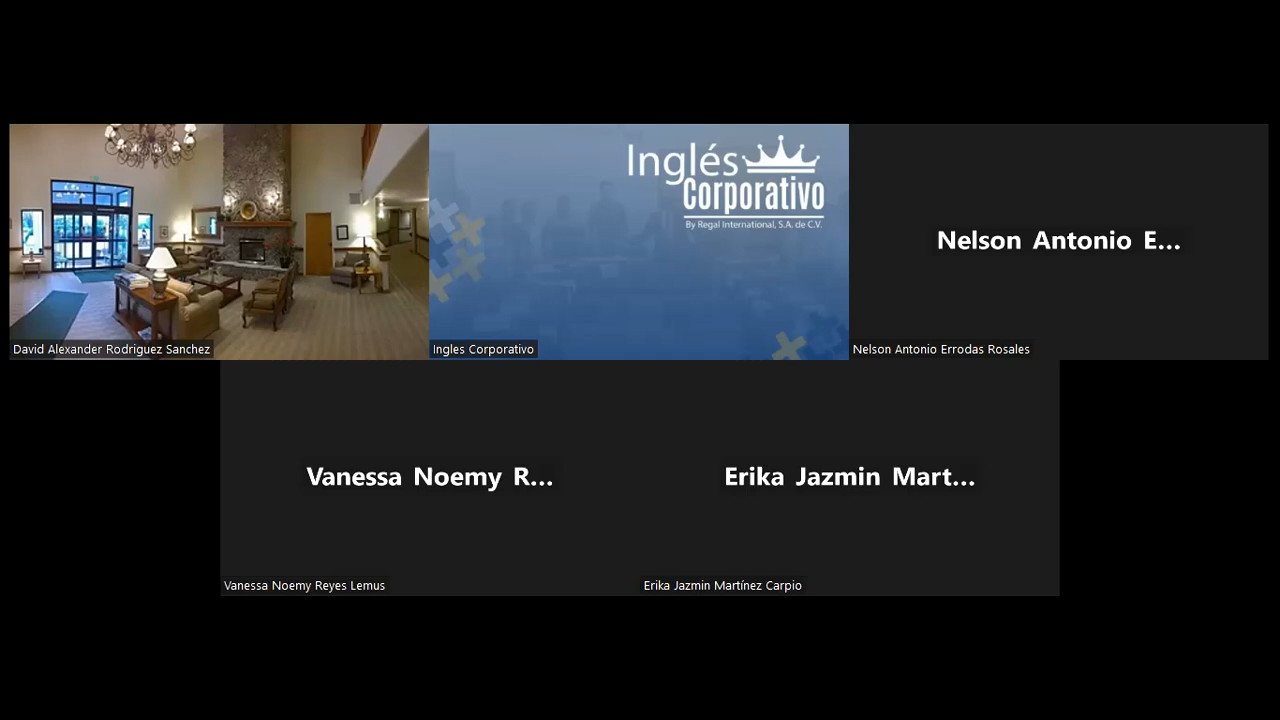 Inglés
Corporativo
By Regal International, S.A. de C.V.
Nelson Antonio E...
David Alexander Rodriguez Sanchez
Ingles Corporativo
Nelson Antonio Errodas Rosales
Vanessa Noemy R...
Erika Jazmin Mart...
Vanessa Noemy Reyes Lemus
Erika Jazmin Martínez Carpio